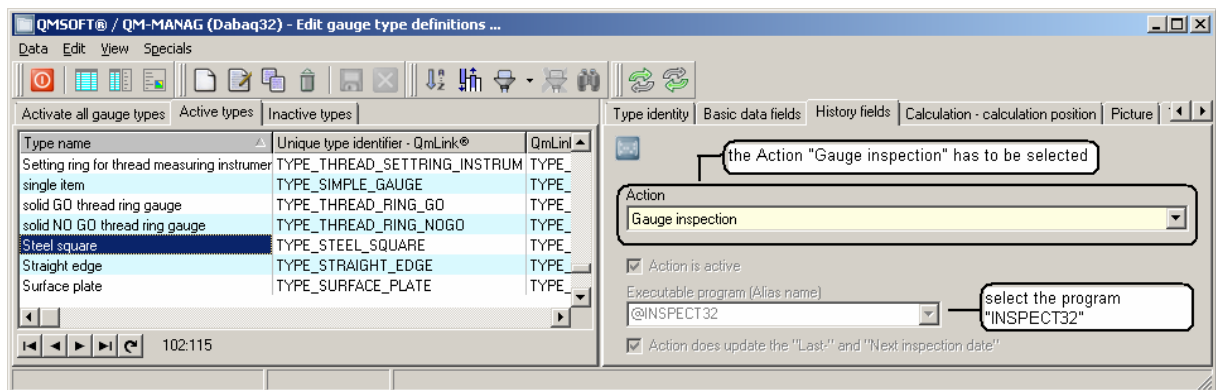 QMSOFT® / QM-MANAG (Dabaq32) - Edit gauge type definitions ...
Data Edit View Specials
Activate all gauge types Active types Inactive types
Type name Unique type identifier - QmLink® QmLinl
Setting ring for thread measuring instrumer TYPE_THREAD_SETTRING_INSTRUM TYPE_
single item TYPE_SIMPLE_GAUGE TYPE_
solid GO thread ring gauge TYPE_THREAD_RING_GO TYPE_
solid NO GO thread ring gauge TYPE_THREAD_RING_NOGO TYPE_
Steel square TYPE_STEEL_SQUARE TYPE_
Straight edge TYPE_STRAIGHT_EDGE TYPE_
Surface plate TYPE_SURFACE_PLATE TYPE_
102:115
Type identity Basic data fields History fields Calculation - calculation position Picture
the Action "Gauge inspection" has to be selected
Action
Gauge inspection
Action is active
Executable program (Alias name)
@INSPECT32
select the program
"INSPECT32"
Action does update the "Last-" and "Next inspection date"